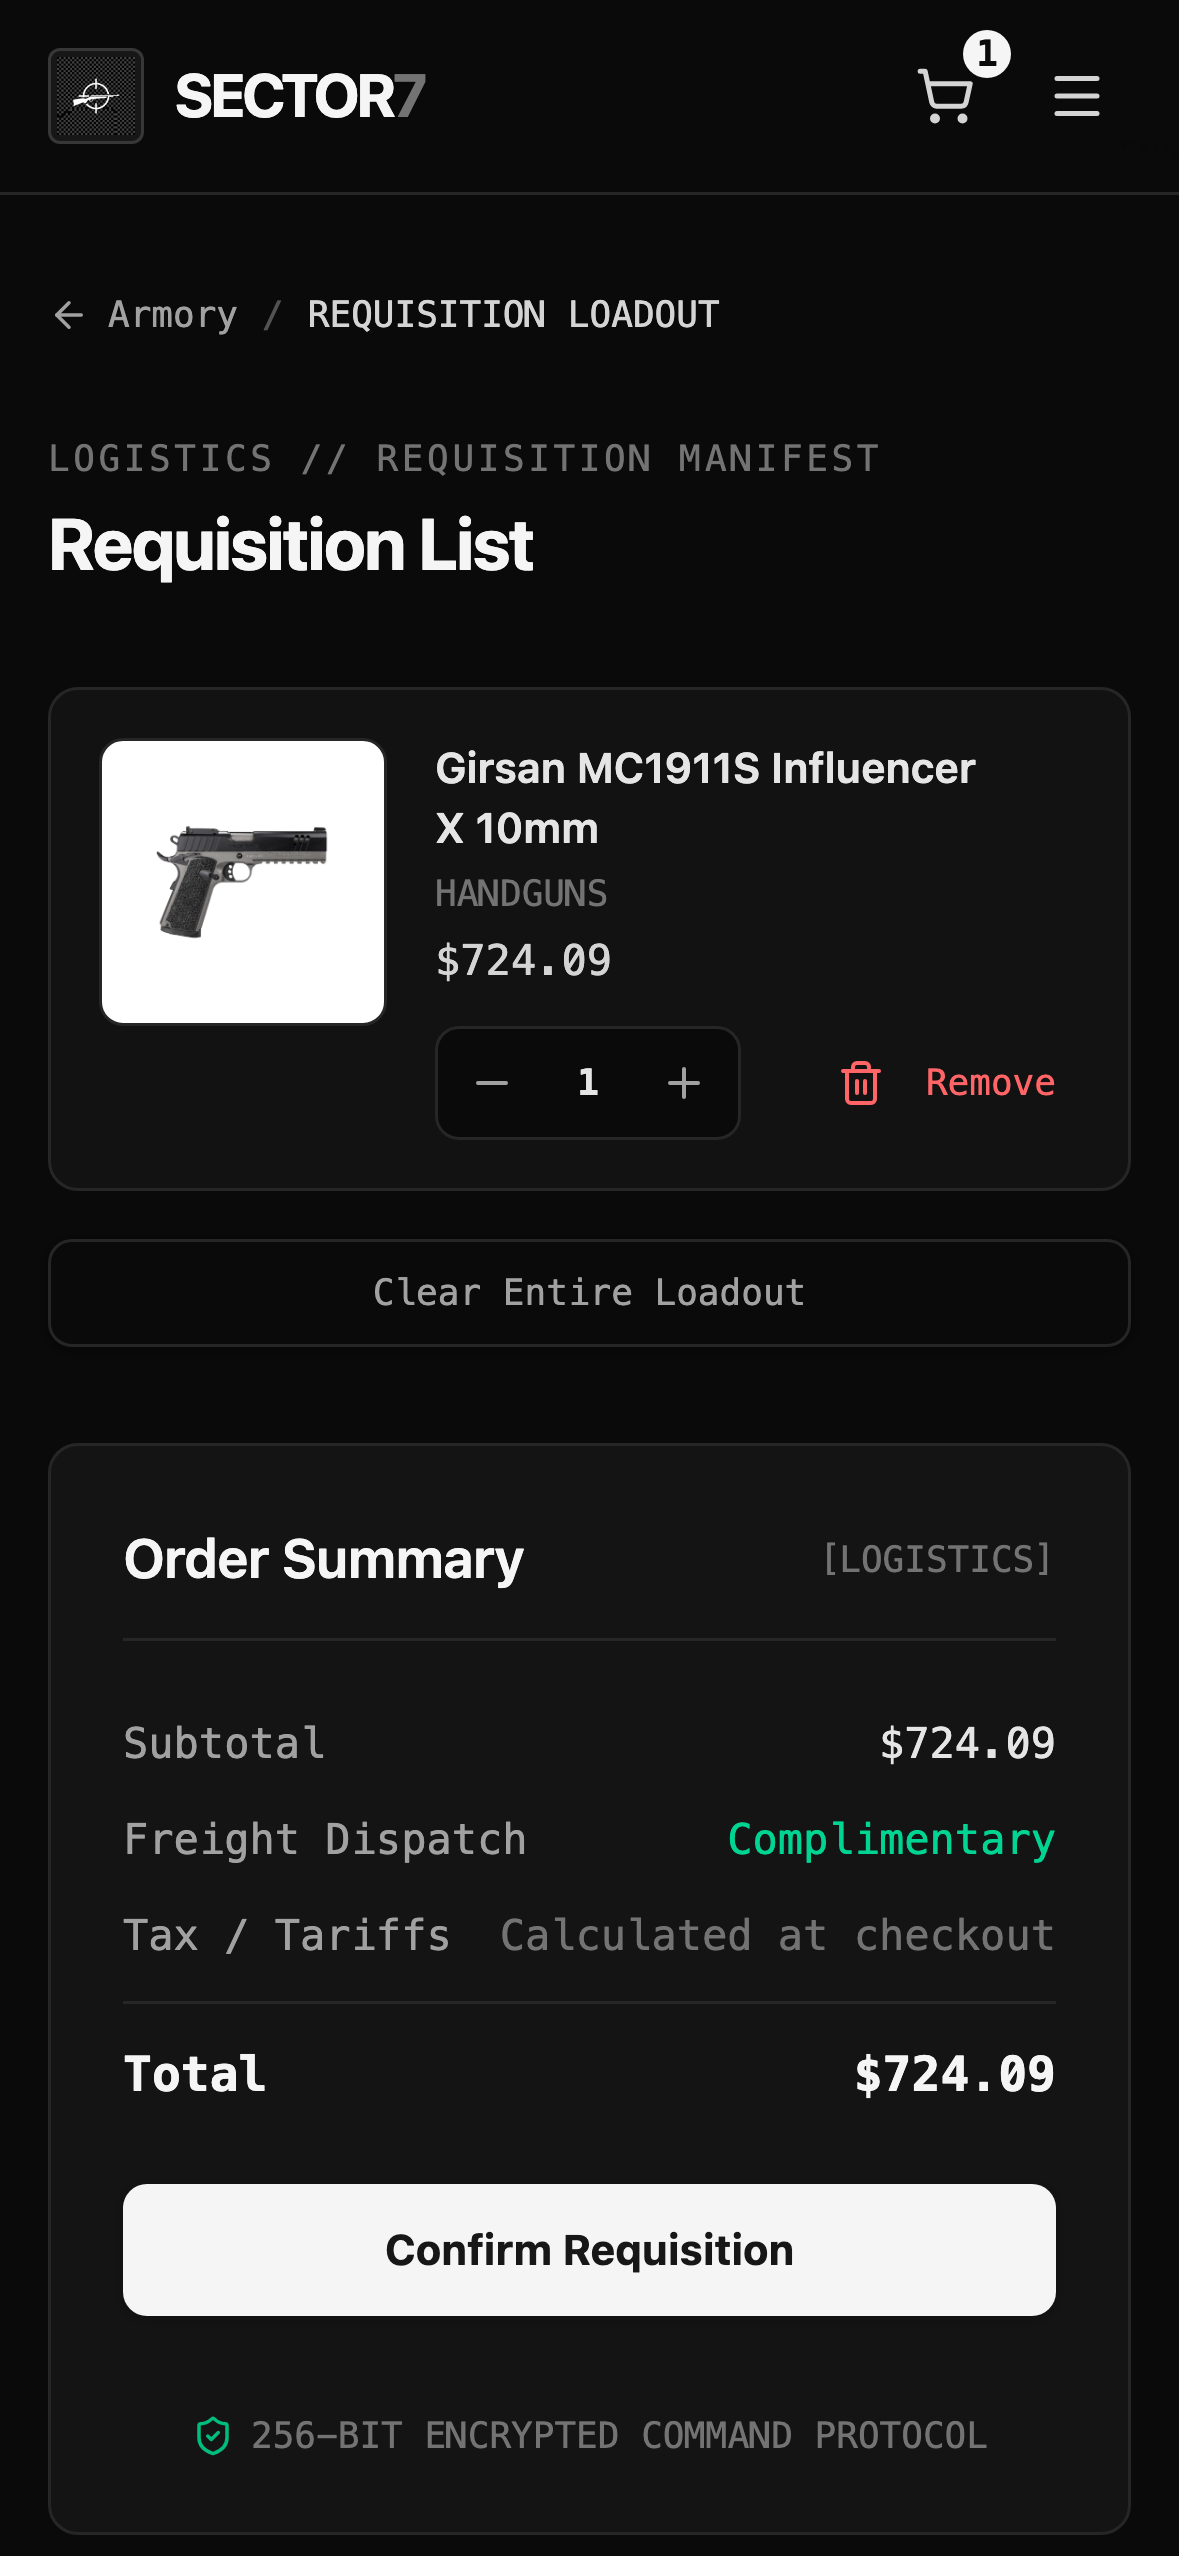 SECTOR7
1
Armory / REQUISITION LOADOUT
LOGISTICS // REQUISITION MANIFEST
Requisition List
Girsan MC1911S Influencer
X 10mm
HANDGUNS
$724.09
1
Remove
Clear Entire Loadout
Order Summary [LOGISTICS]
Subtotal $724.09
Freight Dispatch Complimentary
Tax / Tariffs Calculated at checkout
Total $724.09
Confirm Requisition
256-BIT ENCRYPTED COMMAND PROTOCOL